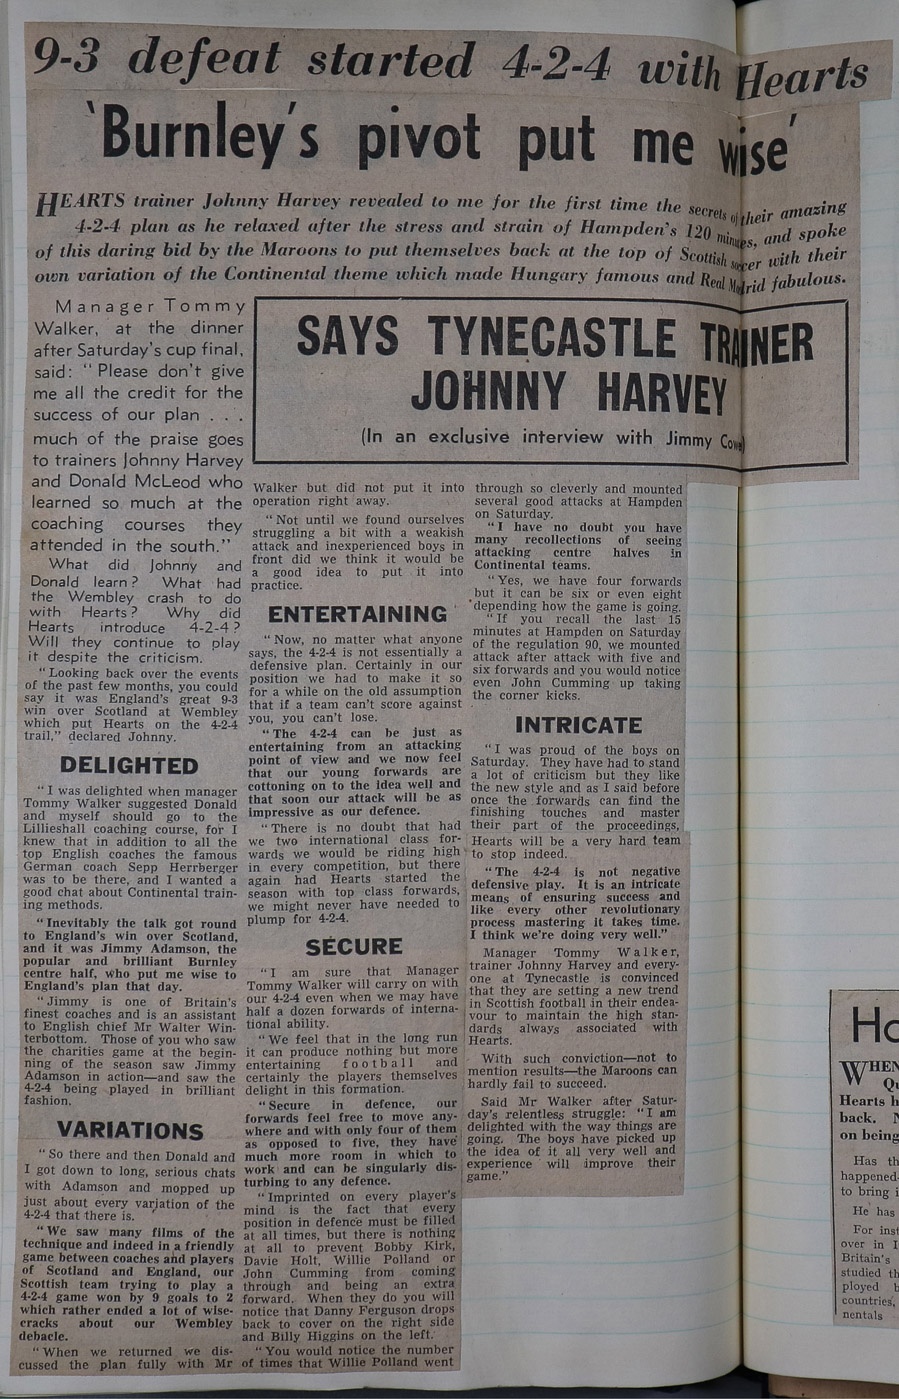 9-3 defeat started 4-2-4 with Hearts
'Burnley's pivot put me wise'
HEARTS trainer Johnny Harvey revealed to me for the first time the secrets of their amazing
4-2-4 plan as he relaxed after the stress and strain of Hampden's 120 minutes, and spoke
of this daring bid by the Maroons to put themselves back at the top of Scottish soccer with their
own variation of the Continental theme which made Hungary famous and Real Madrid fabulous.
SAYS TYNECASTLE TRAINER
JOHNNY HARVEY
(In an exclusive interview with Jimmy Cowe)
Manager Tommy
Walker, at the dinner
after Saturday's cup final,
said: "Please don't give
me all the credit for the
success of our plan . . .
much of the praise goes
to trainers Johnny Harvey
and Donald McLeod who
learned so much at the
coaching courses they
attended in the south."
What did Johnny and
Donald learn? What had
the Wembley crash to do
with Hearts? Why did
Hearts introduce 4-2-4?
Will they continue to play
it despite the criticism.
"Looking back over the events
of the past few months, you could
say it was England's great 9-3
win over Scotland at Wembley
which put Hearts on the 4-2-4
trail," declared Johnny.
DELIGHTED
"I was delighted when manager
Tommy Walker suggested Donald
and myself should go to the
Lillieshall coaching course, for I
knew that in addition to all the
top English coaches the famous
German coach Sepp Herrberger
was to be there, and I wanted a
good chat about Continental train-
ing methods.
"Inevitably the talk got round
to England's win over Scotland,
and it was Jimmy Adamson, the
popular and brilliant Burnley
centre half, who put me wise to
England's plan that day.
"Jimmy is one of Britain's
finest coaches and is an assistant
to English chief Mr Walter Win-
terbottom. Those of you who saw
the charities game at the begin-
ning of the season saw Jimmy
Adamson in action—and saw the
4-2-4 being played in brilliant
fashion.
VARIATIONS
"So there and then Donald and
I got down to long, serious chats
with Adamson and mopped up
just about every variation of the
4-2-4 that there is.
"We saw many films of the
technique and indeed in a friendly
game between coaches and players
of Scotland and England, our
Scottish team trying to play a
4-2-4 game won by 9 goals to 2
which rather ended a lot of wise-
cracks about our Wembley
debacle.
"When we returned we dis-
cussed the plan fully with Mr
Walker but did not put it into
operation right away.
"Not until we found ourselves
struggling a bit with a weakish
attack and inexperienced boys in
front did we think it would be
a good idea to put it into
practice.
ENTERTAINING
"Now, no matter what anyone
says, the 4-2-4 is not essentially a
defensive plan. Certainly in our
position we had to make it so
for a while on the old assumption
that if a team can't score against
you, you can't lose.
"The 4-2-4 can be just as
entertaining from an attacking
point of view and we now feel
that our young forwards are
cottoning on to the idea well and
that soon our attack will be as
impressive as our defence.
"There is no doubt that had
we two international class for-
wards we would be riding high
in every competition, but there
again had Hearts started the
season with top class forwards,
we might never have needed to
plump for 4-2-4.
SECURE
"I am sure that Manager
Tommy Walker will carry on with
our 4-2-4 even when we may have
half a dozen forwards of interna-
tional ability.
"We feel that in the long run
it can produce nothing but more
entertaining football and
certainly the players themselves
delight in this formation.
"Secure in defence, our
forwards feel free to move any-
where and with only four of them
as opposed to five, they have
much more room in which to
work and can be singularly dis-
turbing to any defence.
"Imprinted on every player's
mind is the fact that every
position in defence must be filled
at all times, but there is nothing
at all to prevent Bobby Kirk,
Davie Holt, Willie Polland or
John Cumming from coming
through and being an extra
forward. When they do you will
notice that Danny Ferguson drops
back to cover on the right side
and Billy Higgins on the left.
"You would notice the number
of times that Willie Polland went
through so cleverly and mounted
several good attacks at Hampden
on Saturday.
"I have no doubt you have
many recollections of seeing
attacking centre halves in
Continental teams.
"Yes, we have four forwards
but it can be six or even eight
depending how the game is going.
"If you recall the last 15
minutes at Hampden on Saturday
of the regulation 90, we mounted
attack after attack with five and
six forwards and you would notice
even John Cumming up taking
the corner kicks.
INTRICATE
"I was proud of the boys on
Saturday. They have had to stand
a lot of criticism but they like
the new style and as I said before
once the forwards can find the
finishing touches and master
their part of the proceedings,
Hearts will be a very hard team
to stop indeed.
"The 4-2-4 is not negative
defensive play. It is an intricate
means of ensuring success and
like every other revolutionary
process mastering it takes time.
I think we're doing very well."
Manager Tommy Walker,
trainer Johnny Harvey and every-
one at Tynecastle is convinced
that they are setting a new trend
in Scottish football in their endea-
vour to maintain the high stan-
dards always associated with
Hearts.
With such conviction—not to
mention results—the Maroons can
hardly fail to succeed.
Said Mr Walker after Satur-
day's relentless struggle: "I am
delighted with the way things are
going. The boys have picked up
the idea of it all very well and
experience will improve their
game."
Ho
WHEN
Qu
Hearts h
back. N
on being
Has th
happened
to bring i
He has
For inst
over in I
Britain's
studied th
ployed b
countries,
nentals